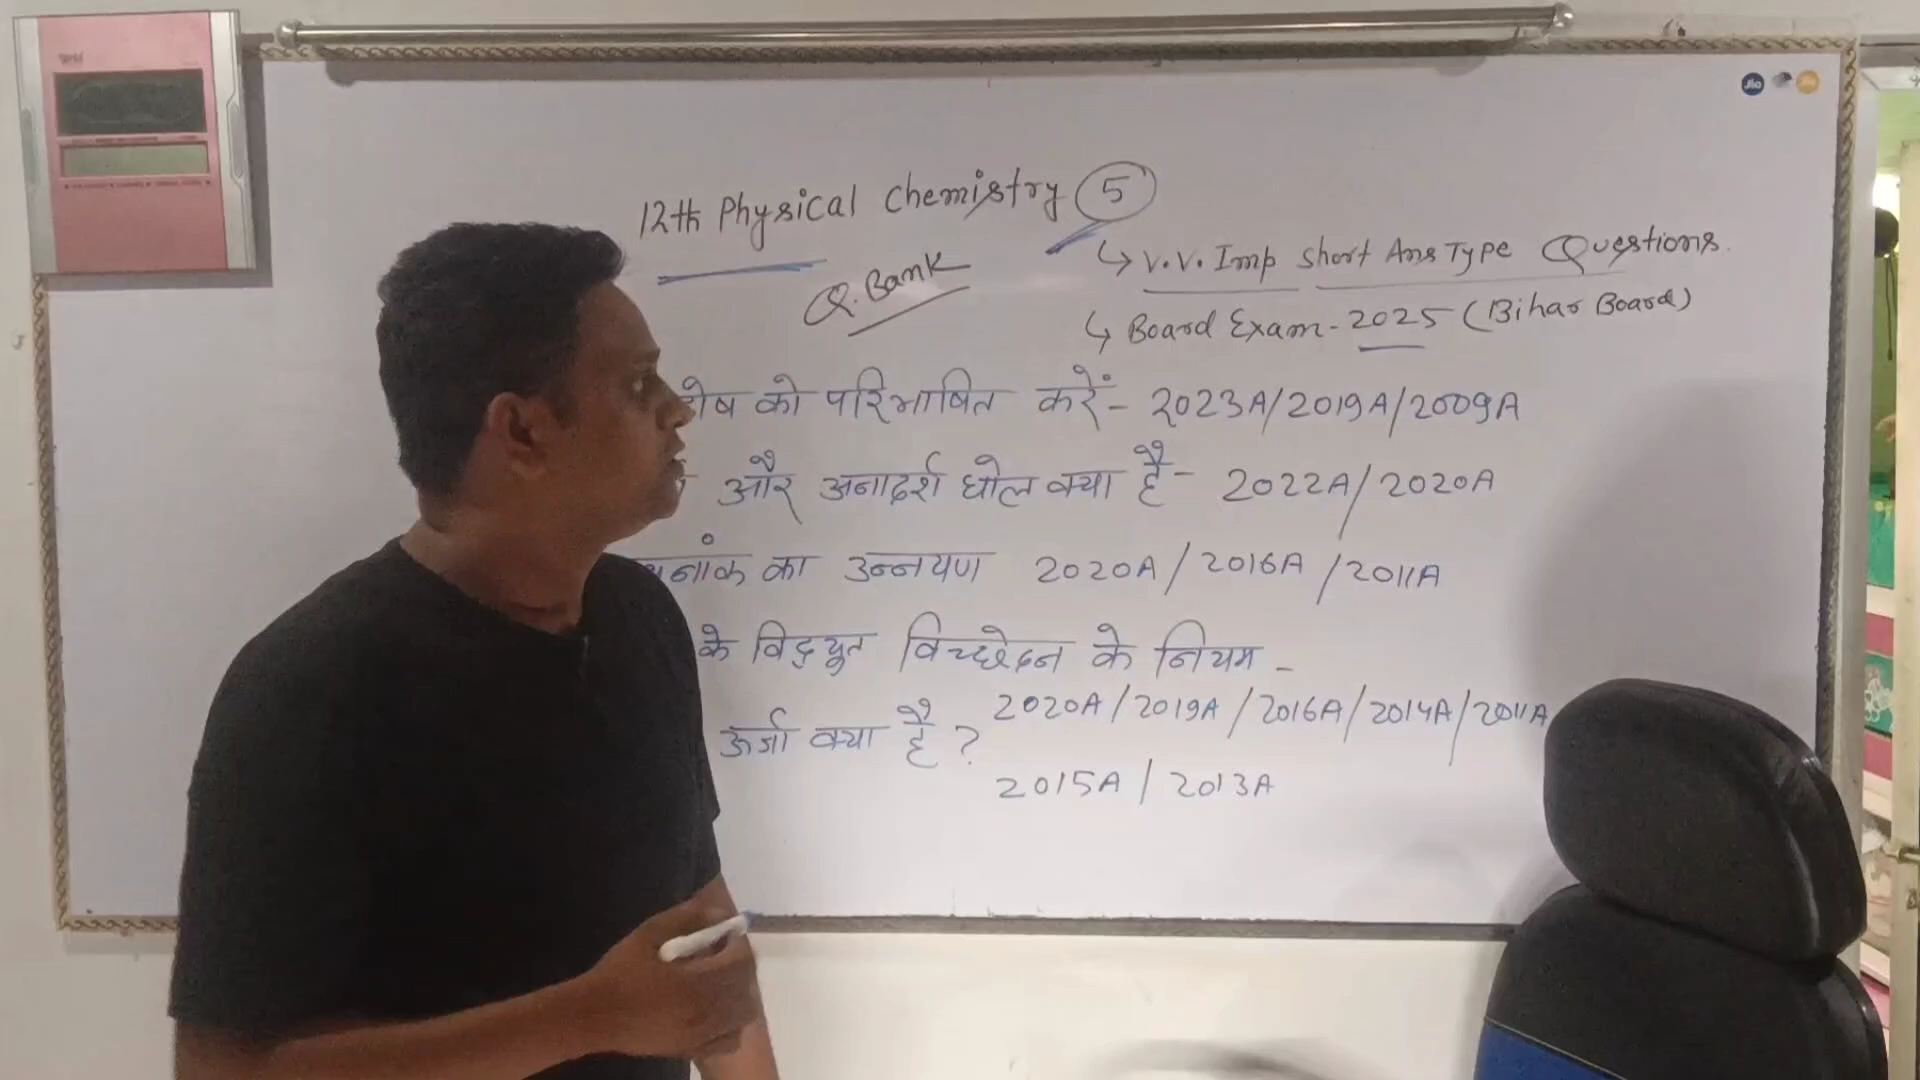 12th Physical Chemistry 5
Q. Bank
↳ V.V. Imp Short Ans Type Questions.
↳ Board Exam - 2025 (Bihar Board)
को परिभाषित करें - 2023A/2019A/2009A
और अनादर्श घोल क्या है - 2022A/2020A
का उन्नयण 2020A/2016A/2011A
के विद्युत विच्छेदन के नियम -
2020A/2019A/2016A/2014A/2011A
ऊर्जा क्या है ?
2015A/2013A
Jio